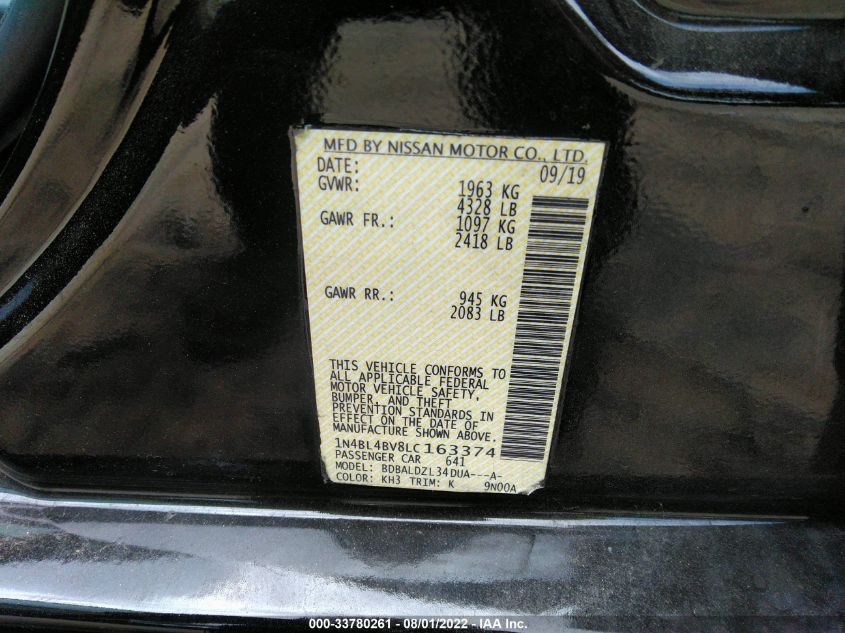 MFD BY NISSAN MOTOR CO., LTD.
DATE: 09/19
GVWR: 1963 KG
4328 LB
GAWR FR.: 1097 KG
2418 LB
GAWR RR.: 945 KG
2083 LB
THIS VEHICLE CONFORMS TO
ALL APPLICABLE FEDERAL
MOTOR VEHICLE SAFETY,
BUMPER, AND THEFT
PREVENTION STANDARDS IN
EFFECT ON THE DATE OF
MANUFACTURE SHOWN ABOVE.
1N4BL4BV8LC163374
PASSENGER CAR 641
MODEL: BDBALDZL34DUA---A-
COLOR: KH3 TRIM: K 9N00A
000-33780261 - 08/01/2022 - IAA Inc.